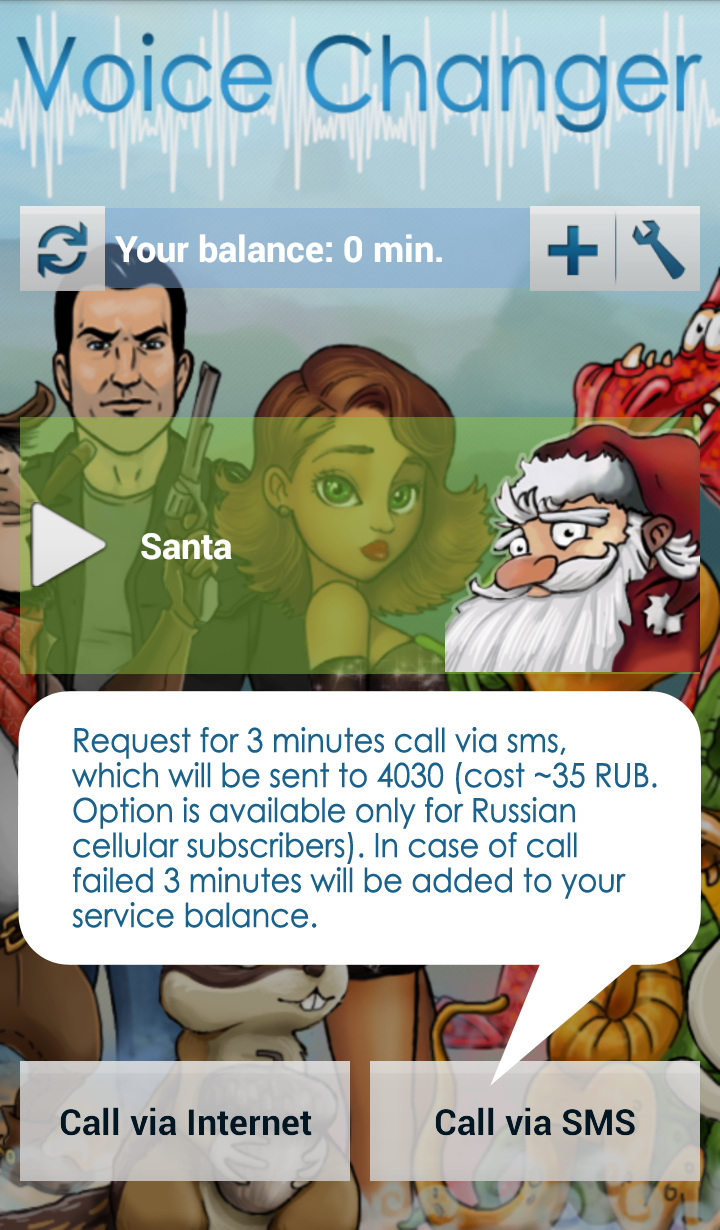 Voice Changer
Your balance: 0 min.
Santa
Request for 3 minutes call via sms,
which will be sent to 4030 (cost ~35 RUB.
Option is available only for Russian
cellular subscribers). In case of call
failed 3 minutes will be added to your
service balance.
Call via Internet
Call via SMS